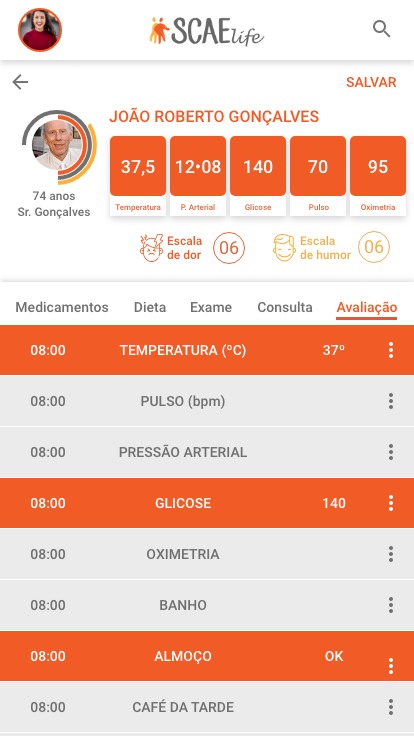 SCAElife
SALVAR
JOÃO ROBERTO GONÇALVES
37,5 12•08 140 70 95
Temperatura P. Arterial Glicose Pulso Oximetria
74 anos
Sr. Gonçalves
Escala de dor 06
Escala de humor 06
Medicamentos Dieta Exame Consulta Avaliação
08:00 TEMPERATURA (ºC) 37º
08:00 PULSO (bpm)
08:00 PRESSÃO ARTERIAL
08:00 GLICOSE 140
08:00 OXIMETRIA
08:00 BANHO
08:00 ALMOÇO OK
08:00 CAFÉ DA TARDE